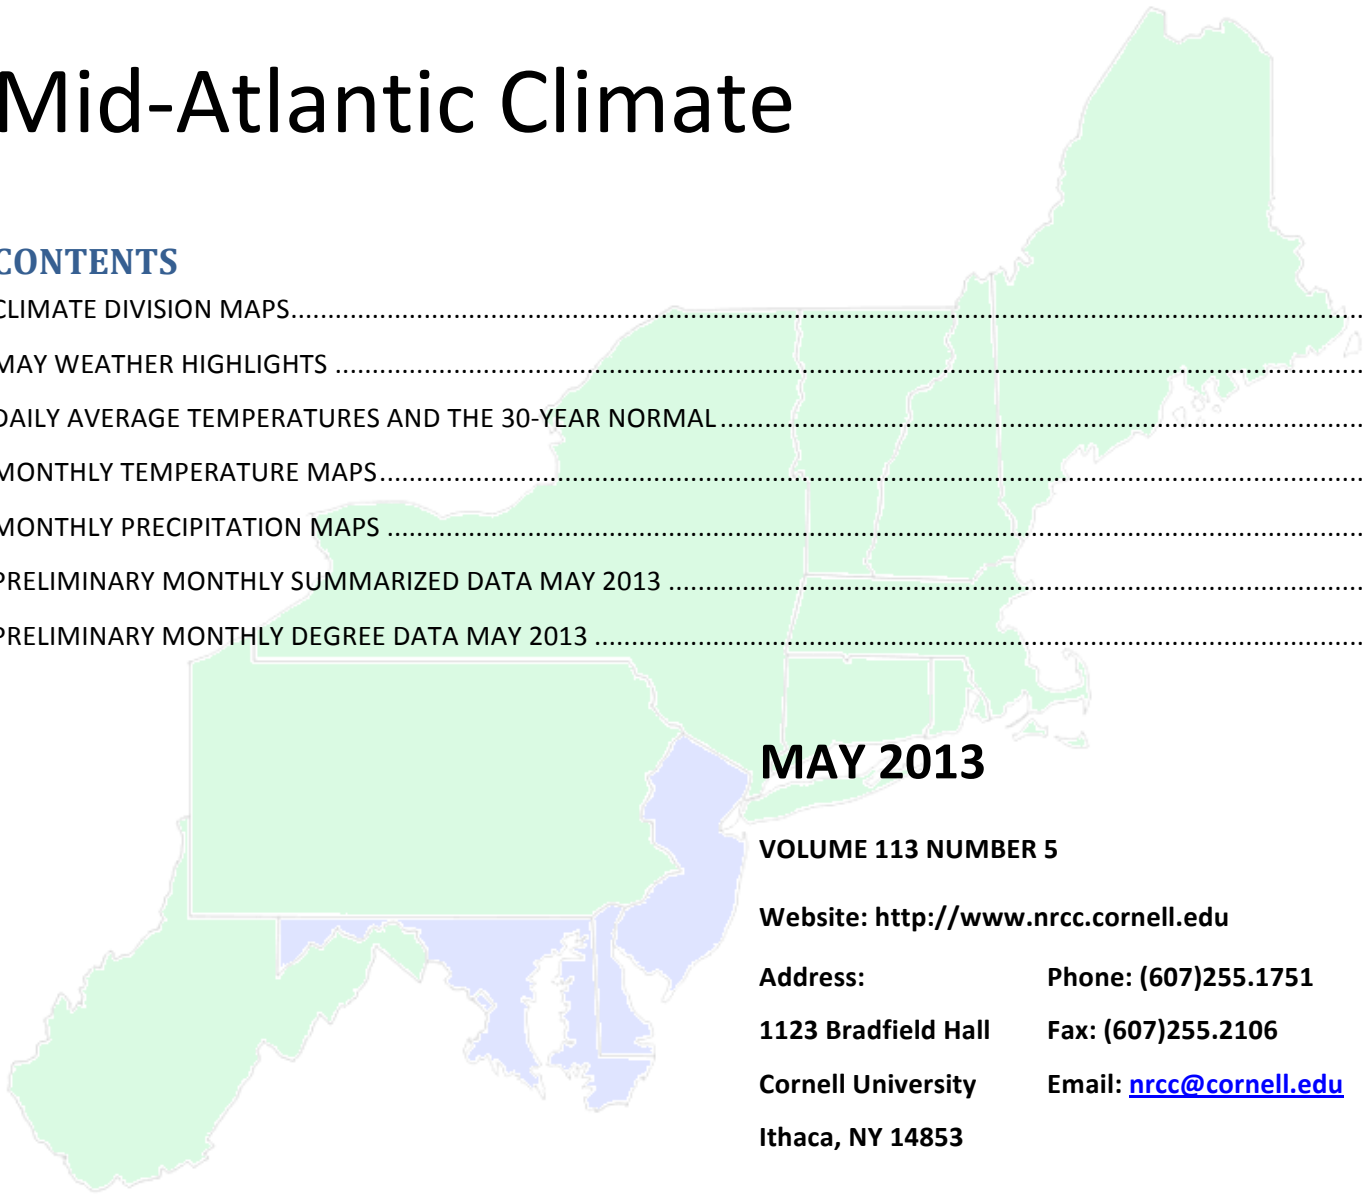 Mid-Atlantic Climate
CONTENTS
CLIMATE DIVISION MAPS
MAY WEATHER HIGHLIGHTS
DAILY AVERAGE TEMPERATURES AND THE 30-YEAR NORMAL
MONTHLY TEMPERATURE MAPS
MONTHLY PRECIPITATION MAPS
PRELIMINARY MONTHLY SUMMARIZED DATA MAY 2013
PRELIMINARY MONTHLY DEGREE DATA MAY 2013
MAY 2013
VOLUME 113 NUMBER 5
Website: http://www.nrcc.cornell.edu
Address: Phone: (607)255.1751
1123 Bradfield Hall Fax: (607)255.2106
Cornell University Email: nrcc@cornell.edu
Ithaca, NY 14853